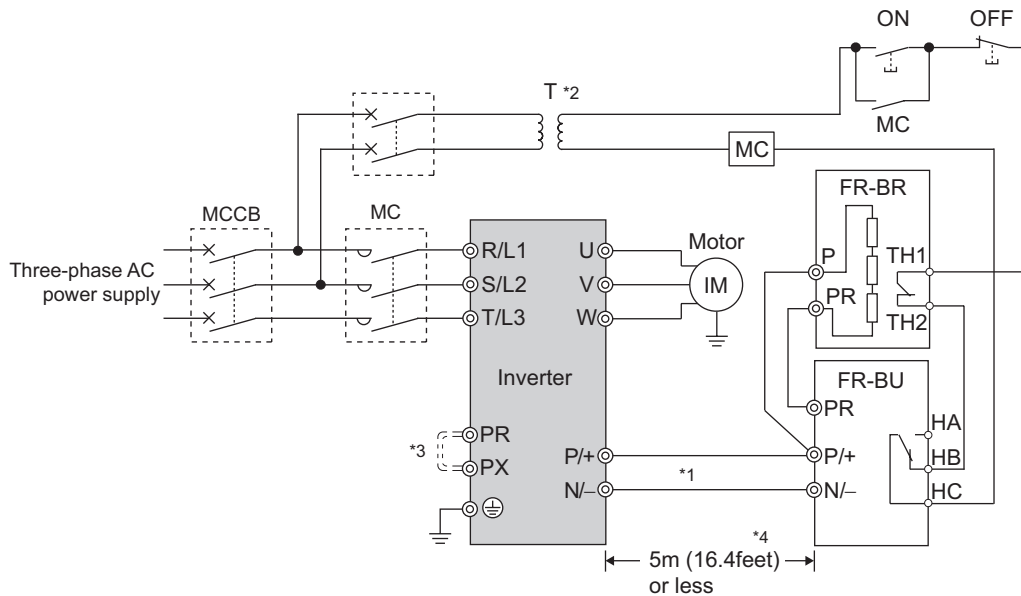 ON OFF
T *2
MC
MC
FR-BR
MCCB
MC
Three-phase AC
power supply
R/L1
S/L2
T/L3
U
V
W
Motor
IM
P
PR
TH1
TH2
Inverter
FR-BU
PR
PX
*3
P/+
N/–
*1
PR
P/+
N/–
HA
HB
HC
*4
5m (16.4feet)
or less